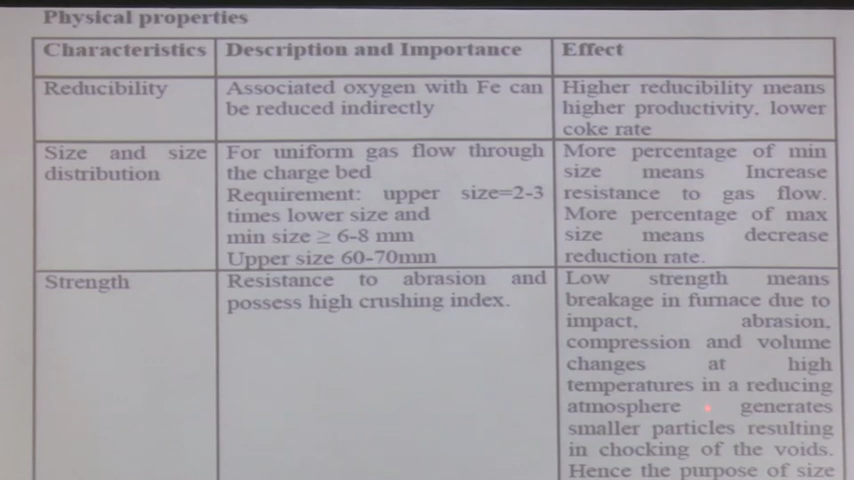 Physical properties
Characteristics
Description and Importance
Effect
Reducibility
Associated oxygen with Fe can
be reduced indirectly
Higher reducibility means
higher productivity, lower
coke rate
Size and size
distribution
For uniform gas flow through
the charge bed
Requirement: upper size=2-3
times lower size and
min size ≥ 6-8 mm
Upper size 60-70mm
More percentage of min
size means Increase
resistance to gas flow.
More percentage of max
size means decrease
reduction rate.
Strength
Resistance to abrasion and
possess high crushing index.
Low strength means
breakage in furnace due to
impact, abrasion,
compression and volume
changes at high
temperatures in a reducing
atmosphere generates
smaller particles resulting
in chocking of the voids.
Hence the purpose of size